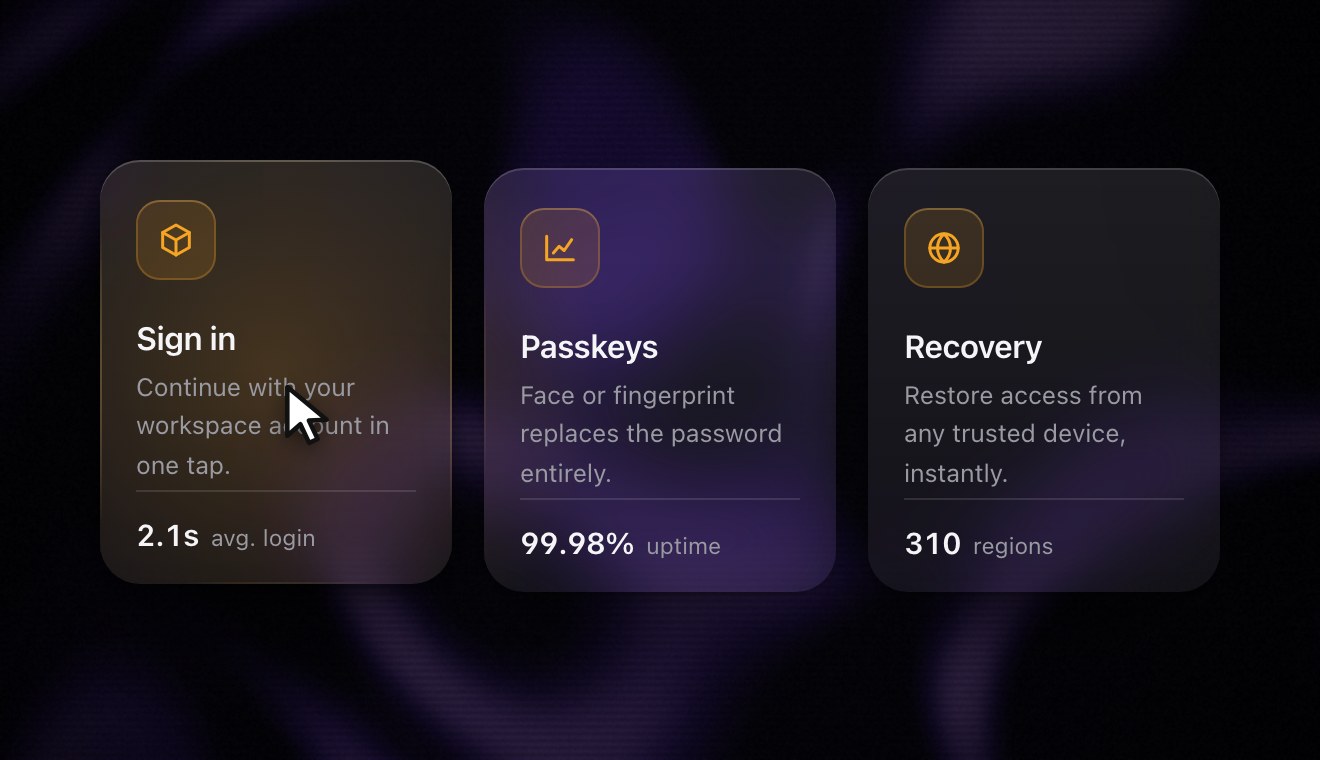 Sign in
Continue with your
workspace account in
one tap.
2.1s avg. login
Passkeys
Face or fingerprint
replaces the password
entirely.
99.98% uptime
Recovery
Restore access from
any trusted device,
instantly.
310 regions